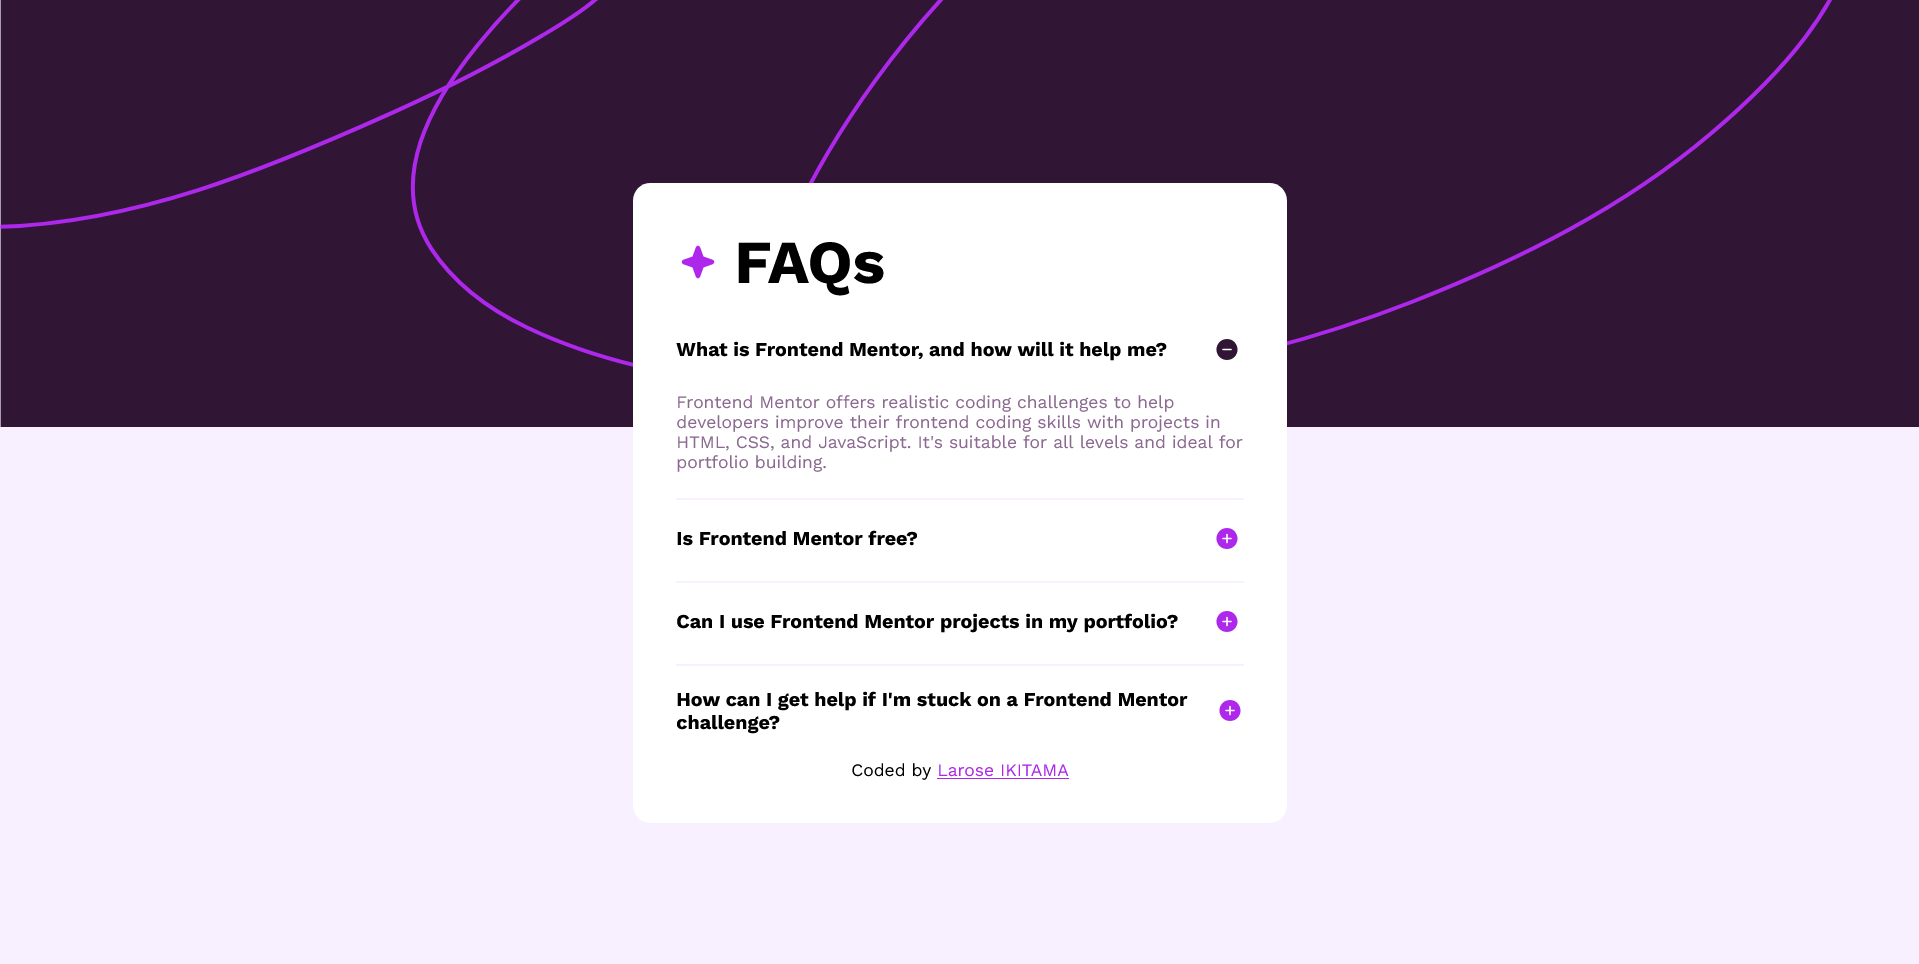 FAQs
What is Frontend Mentor, and how will it help me?
Frontend Mentor offers realistic coding challenges to help
developers improve their frontend coding skills with projects in
HTML, CSS, and JavaScript. It's suitable for all levels and ideal for
portfolio building.
Is Frontend Mentor free?
Can I use Frontend Mentor projects in my portfolio?
How can I get help if I'm stuck on a Frontend Mentor
challenge?
Coded by Larose IKITAMA